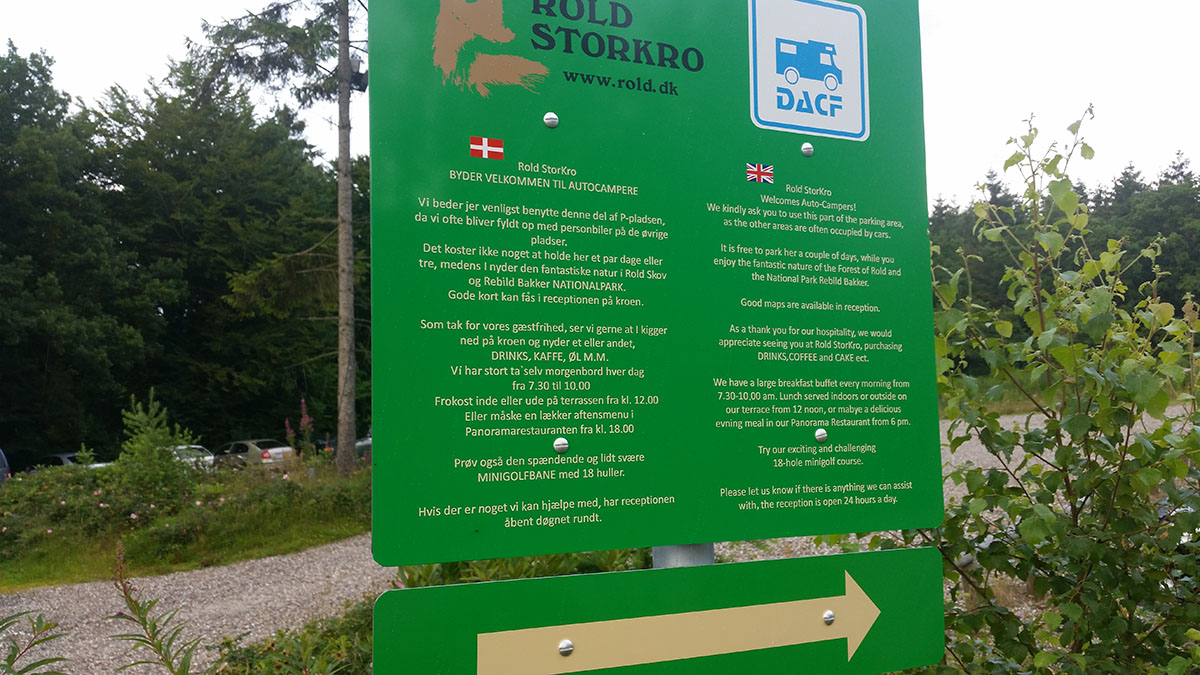 ROLD
STORKRO
www.rold.dk
Rold StorKro
BYDER VELKOMMEN TIL AUTOCAMPERE
Vi beder jer venligst benytte denne del af P-pladsen,
da vi ofte bliver fyldt op med personbiler på de øvrige
pladser.
Det koster ikke noget at holde her et par dage eller
tre, medens I nyder den fantastiske natur i Rold Skov
og Rebild Bakker NATIONALPARK.
Gode kort kan fås i receptionen på kroen.
Som tak for vores gæstfrihed, ser vi gerne at I kigger
ned på kroen og nyder et eller andet,
DRINKS, KAFFE, ØL M.M.
Vi har stort ta`selv morgenbord hver dag
fra 7.30 til 10.00
Frokost inde eller ude på terrassen fra kl. 12.00
Eller måske en lækker aftensmenu i
Panoramarestauranten fra kl. 18.00
Prøv også den spændende og lidt svære
MINIGOLFBANE med 18 huller.
Hvis der er noget vi kan hjælpe med, har receptionen
åbent døgnet rundt.
DACF
Rold StorKro
Welcomes Auto-Campers!
We kindly ask you to use this part of the parking area,
as the other areas are often occupied by cars.
It is free to park her a couple of days, while you
enjoy the fantastic nature of the Forest of Rold and
the National Park Rebild Bakker.
Good maps are available in reception.
As a thank you for our hospitality, we would
appreciate seeing you at Rold StorKro, purchasing
DRINKS,COFFEE and CAKE ect.
We have a large breakfast buffet every morning from
7.30-10,00 am. Lunch served indoors or outside on
our terrace from 12 noon, or mabye a delicious
evning meal in our Panorama Restaurant from 6 pm.
Try our exciting and challenging
18-hole minigolf course.
Please let us know if there is anything we can assist
with, the reception is open 24 hours a day.